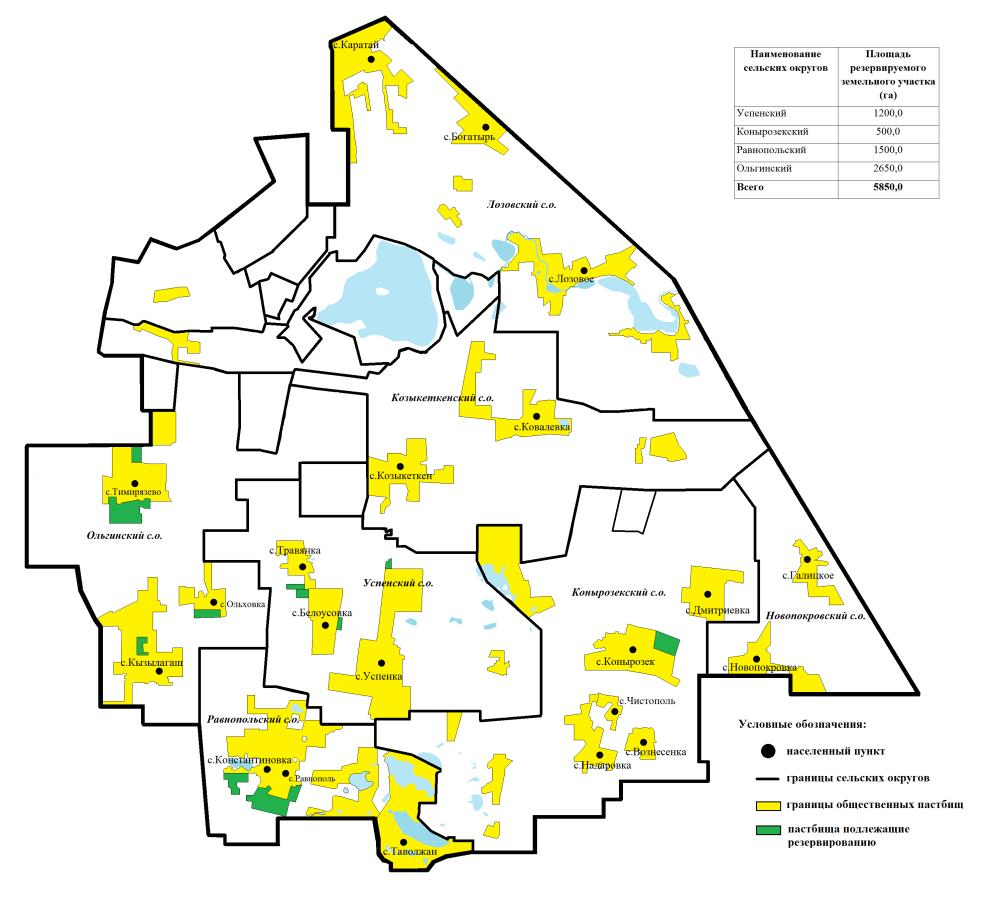 с.Каратай
с.Богатырь
Лозовский с.о.
с.Лозовое
Наименование сельских округов
Площадь резервируемого земельного участка (га)
Успенский 1200,0
Конырозекский 500,0
Равнопольский 1500,0
Ольгинский 2650,0
Всего 5850,0
Козыкеткенский с.о.
с.Ковалевка
с.Козыкеткен
с.Тимирязево
Ольгинский с.о.
с.Травянка
Успенский с.о.
с.Галицкое
Конырозекский с.о.
с.Ольховка
с.Белоусовка
с.Дмитриевка
Новопокровский с.о.
с.Кызылагаш
с.Успенка
с.Конырозек
с.Новопокровка
Равнопольский с.о.
с.Чистополь
с.Константиновка
с.Равнополь
с.Вознесенка
с.Надаровка
с.Таволжан
Условные обозначения:
населенный пункт
границы сельских округов
границы общественных пастбищ
пастбища подлежащие
резервированию